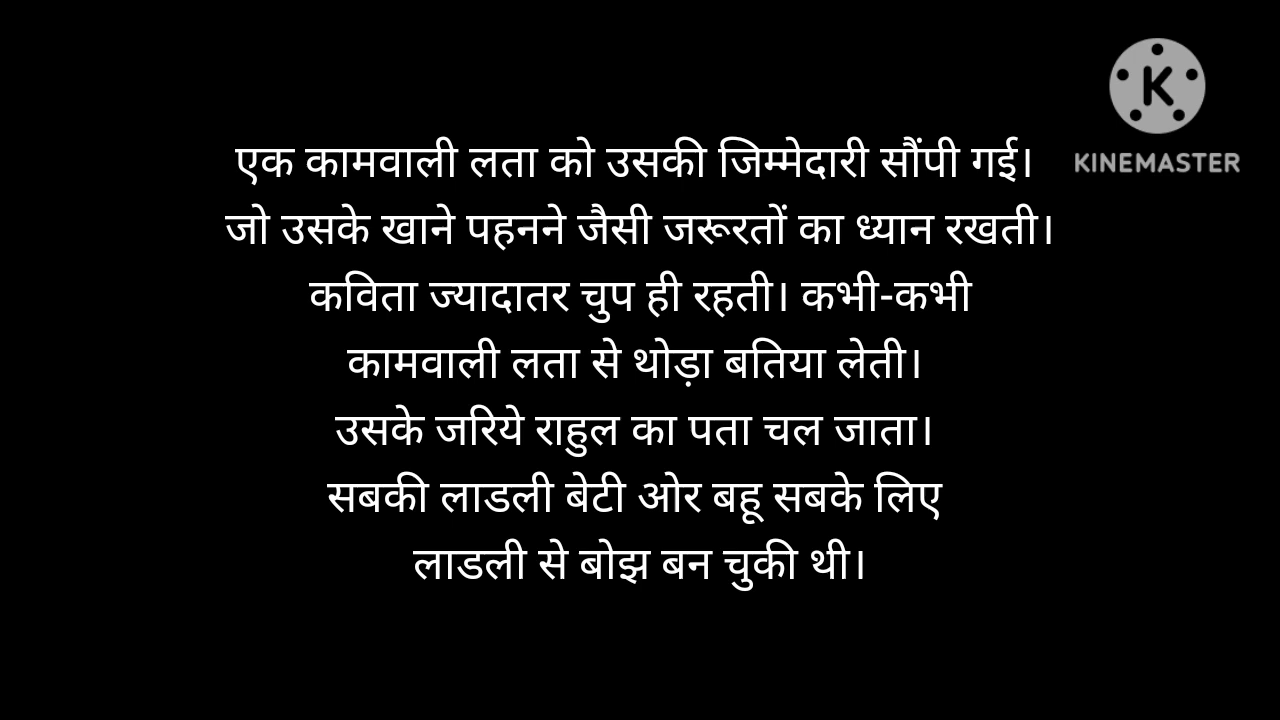 एक कामवाली लता को उसकी जिम्मेदारी सौंपी गई।
जो उसके खाने पहनने जैसी जरूरतों का ध्यान रखती।
कविता ज्यादातर चुप ही रहती। कभी-कभी
कामवाली लता से थोड़ा बतिया लेती।
उसके जरिये राहुल का पता चल जाता।
सबकी लाडली बेटी ओर बहू सबके लिए
लाडली से बोझ बन चुकी थी।
K
KINEMASTER